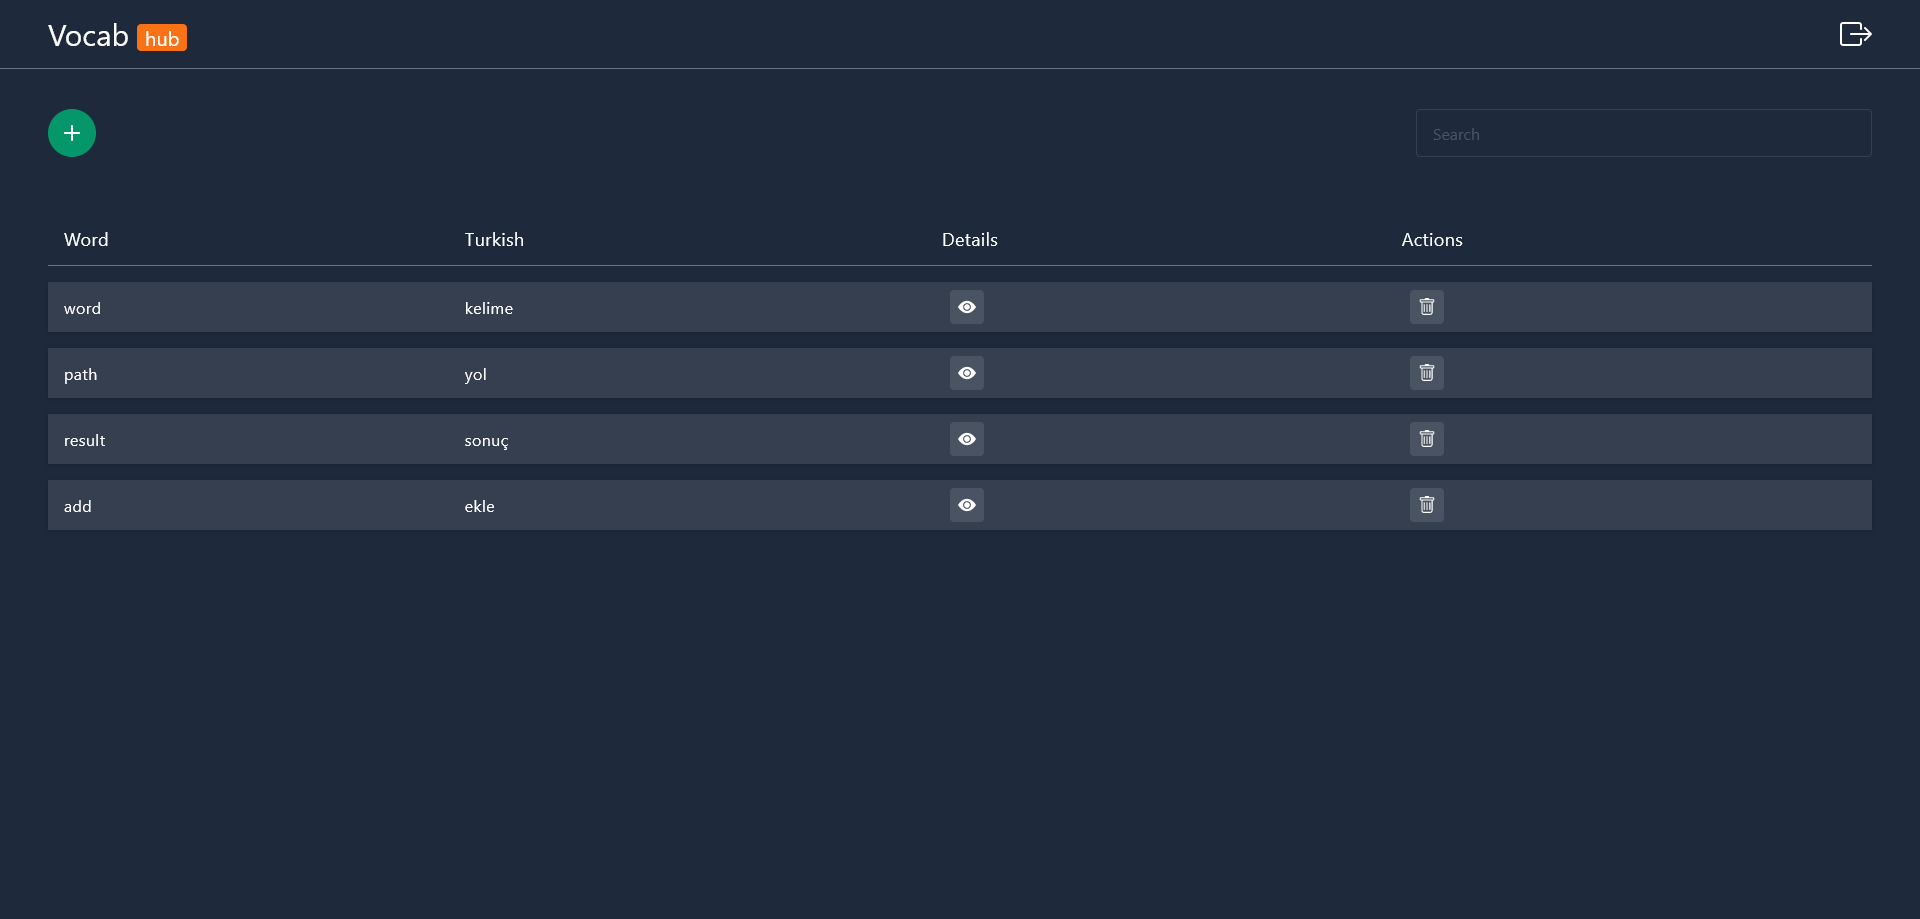 Vocab hub
Search
Word Turkish Details Actions
word kelime
path yol
result sonuç
add ekle